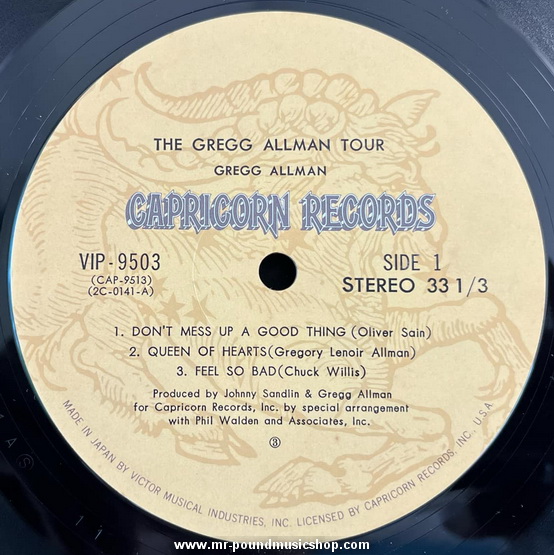 THE GREGG ALLMAN TOUR
GREGG ALLMAN
CAPRICORN RECORDS
VIP-9503
(CAP-9513)
(2C-0141-A)
SIDE 1
STEREO 33 1/3
1. DON'T MESS UP A GOOD THING (Oliver Sain)
2. QUEEN OF HEARTS (Gregory Lenoir Allman)
3. FEEL SO BAD (Chuck Willis)
Produced by Johnny Sandlin & Gregg Allman
for Capricorn Records, Inc. by special arrangement
with Phil Walden and Associates, Inc.
③
MADE IN JAPAN BY VICTOR MUSICAL INDUSTRIES, INC. LICENSED BY CAPRICORN RECORDS, INC., U.S.A.
www.mr-poundmusicshop.com